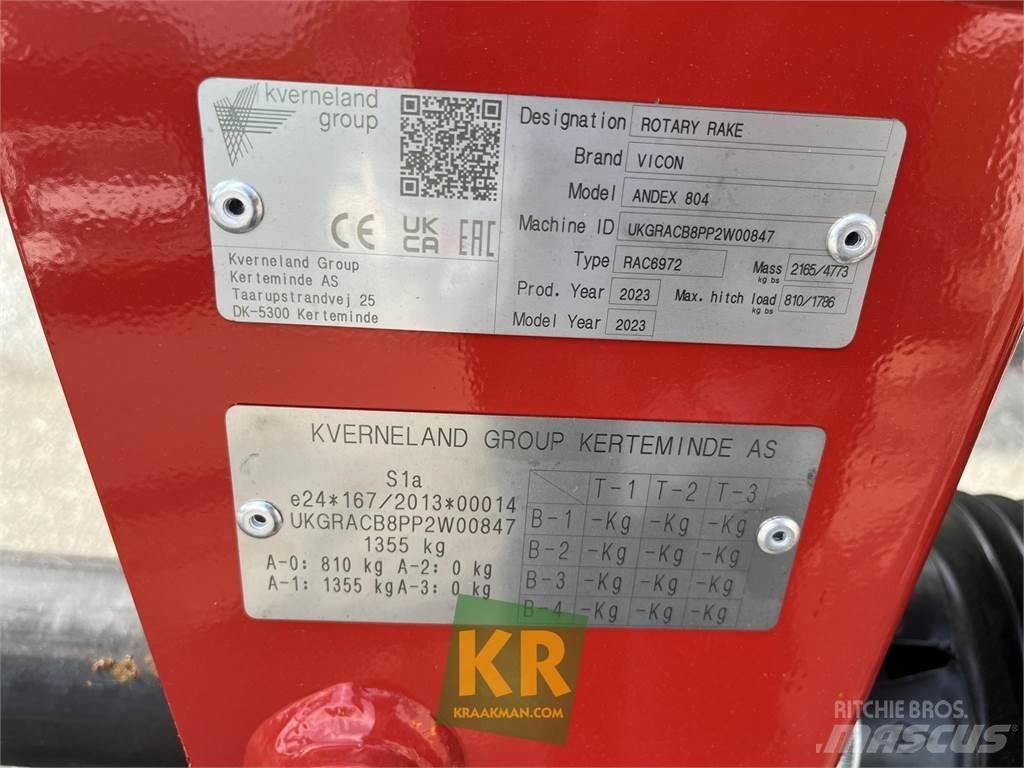 kverneland
group
CE UK CA EAC
Kverneland Group
Kerteminde AS
Taarupstrandvej 25
DK-5300 Kerteminde
Designation ROTARY RAKE
Brand VICON
Model ANDEX 804
Machine ID UKGRACB8PP2W00847
Type RAC6972 Mass kg lbs 2165/4773
Prod. Year 2023 Max. hitch load kg lbs 810/1786
Model Year 2023
KVERNELAND GROUP KERTEMINDE AS
S1a
e24*167/2013*00014
UKGRACB8PP2W00847
1355 kg
A-0: 810 kg A-2: 0 kg
A-1: 1355 kg A-3: 0 kg
T-1 T-2 T-3
B-1 -Kg -Kg -Kg
B-2 -Kg -Kg -Kg
B-3 -Kg -Kg -Kg
B-4 -Kg -Kg -Kg
KR
KRAAKMAN.COM
RITCHIE BROS.
MASCUS